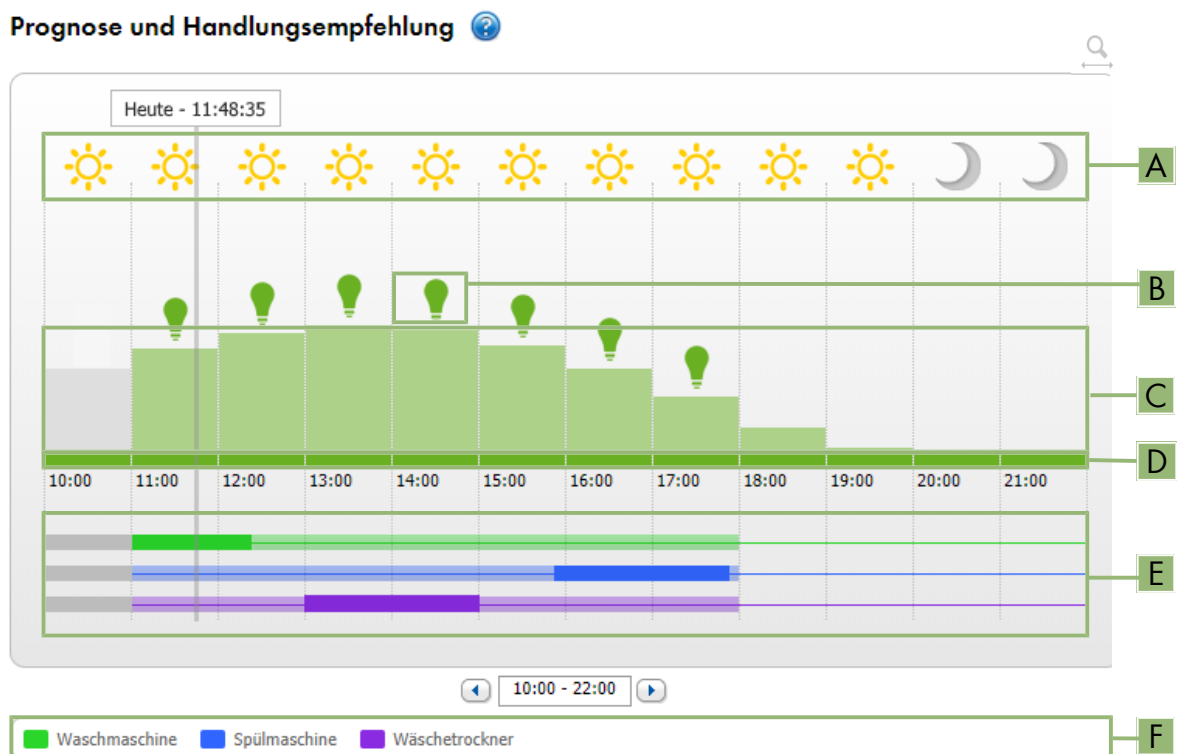 Prognose und Handlungsempfehlung ?
Heute - 11:48:35
A
B
C
D
10:00 11:00 12:00 13:00 14:00 15:00 16:00 17:00 18:00 19:00 20:00 21:00
E
10:00 - 22:00
Waschmaschine Spülmaschine Wäschetrockner
F